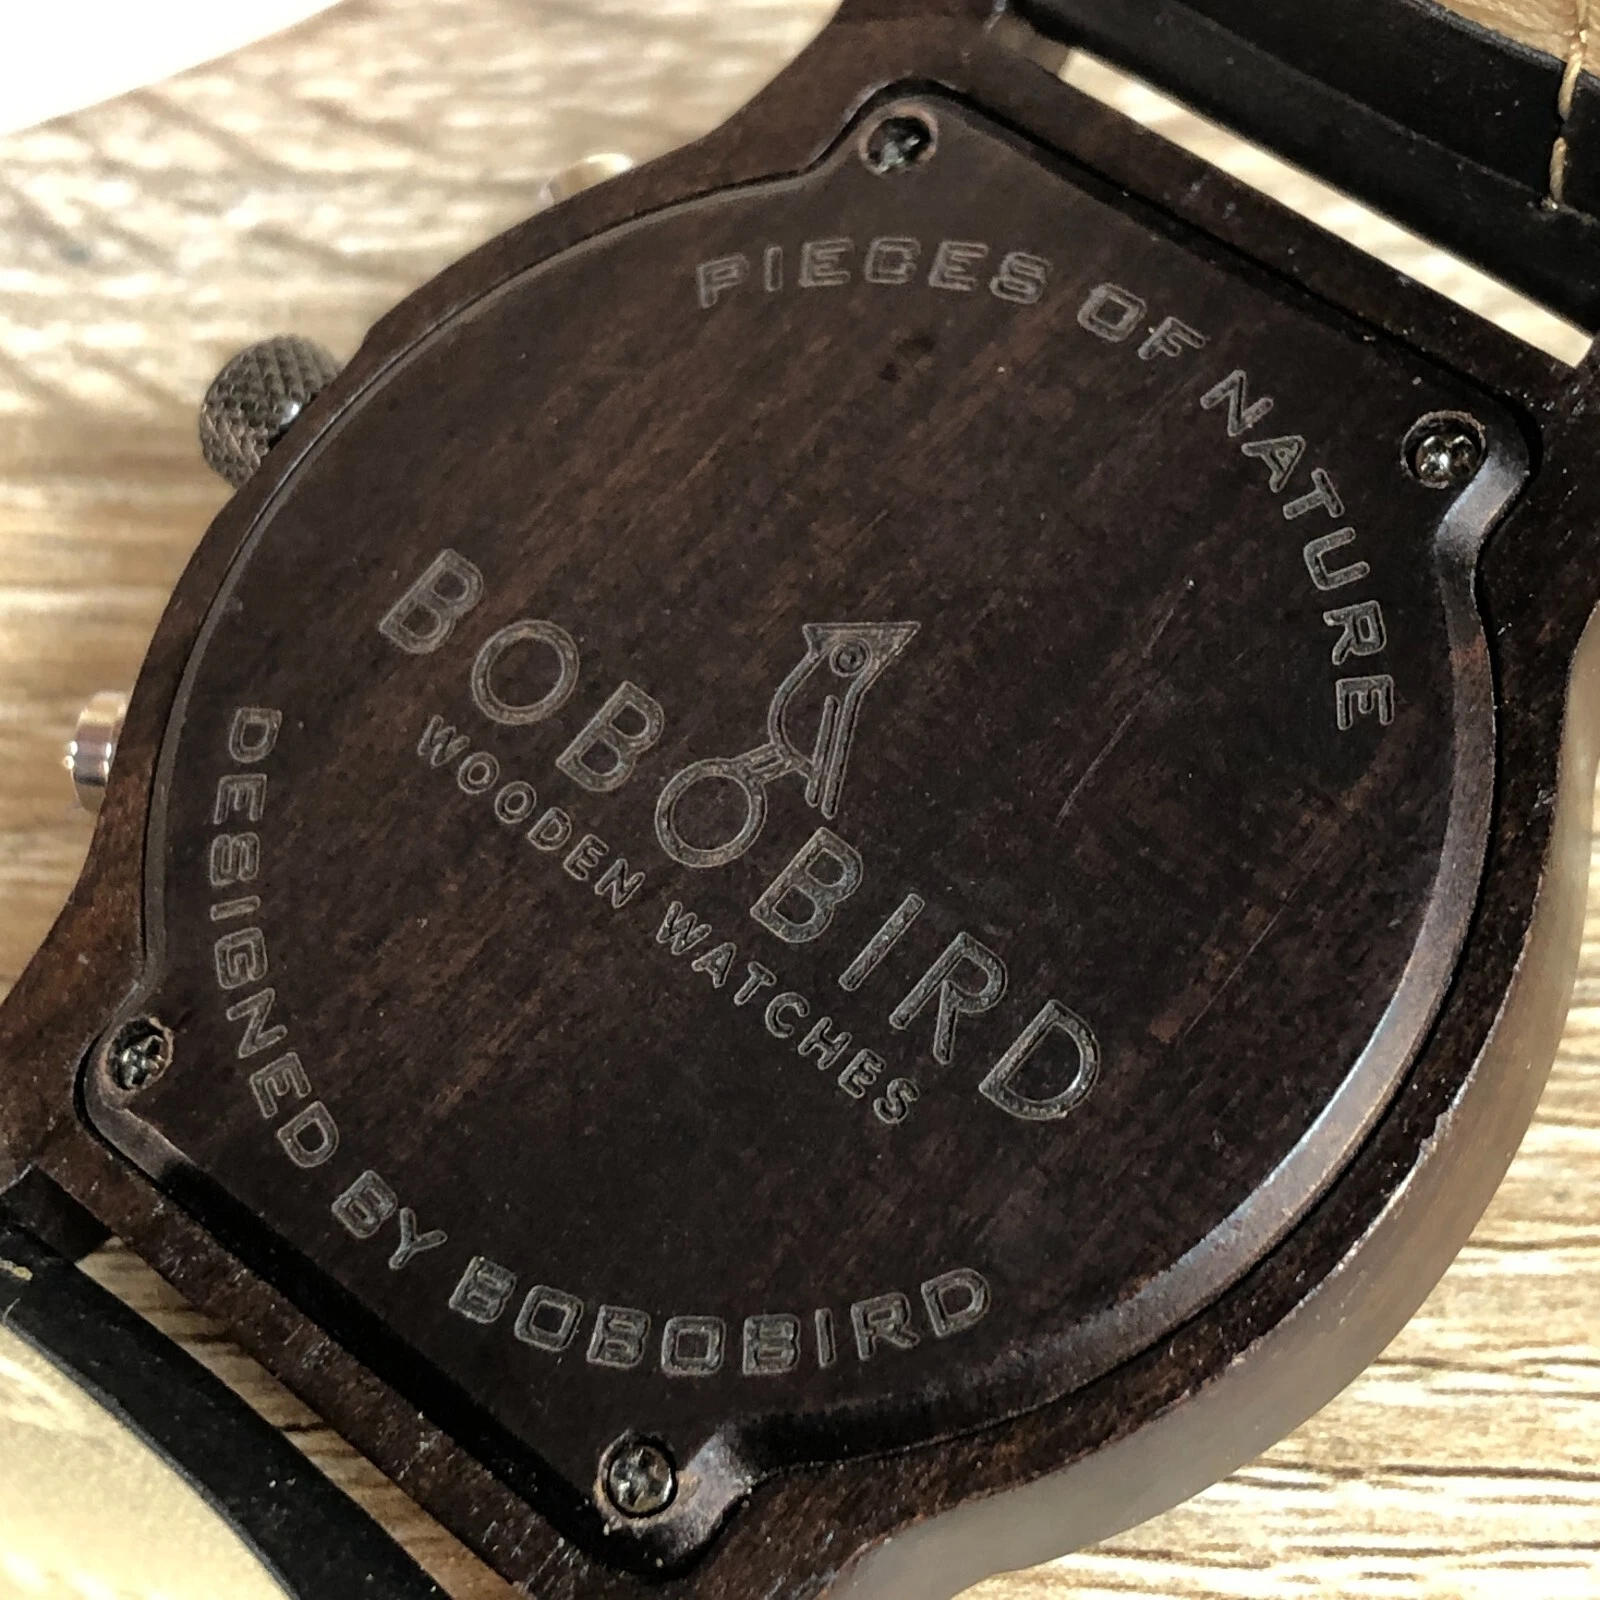 PIECES OF NATURE
BOBOBIRD
WOODEN WATCHES
DESIGNED BY BOBOBIRD